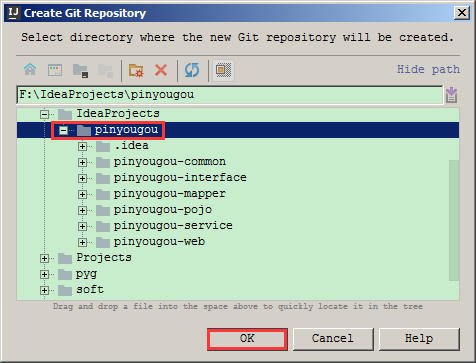 Create Git Repository
Select directory where the new Git repository will be created.
Hide path
F:\IdeaProjects\pinyougou
IdeaProjects
pinyougou
.idea
pinyougou-common
pinyougou-interface
pinyougou-mapper
pinyougou-pojo
pinyougou-service
pinyougou-web
Projects
pyg
soft
Drag and drop a file into the space above to quickly locate it in the tree
OK Cancel Help